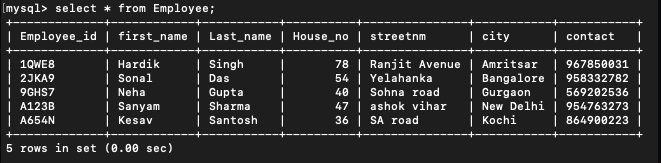 mysql> select * from Employee;
+-------------+------------+-----------+----------+---------------+-----------+-----------+
| Employee_id | first_name | Last_name | House_no | streetnm      | city      | contact   |
+-------------+------------+-----------+----------+---------------+-----------+-----------+
| 1QWE8       | Hardik     | Singh     |       78 | Ranjit Avenue | Amritsar  | 967850031 |
| 2JKA9       | Sonal      | Das       |       54 | Yelahanka     | Bangalore | 958332782 |
| 9GHS7       | Neha       | Gupta     |       40 | Sohna road    | Gurgaon   | 569202536 |
| A123B       | Sanyam     | Sharma    |       47 | ashok vihar   | New Delhi | 954763273 |
| A654N       | Kesav      | Santosh   |       36 | SA road       | Kochi     | 864900223 |
+-------------+------------+-----------+----------+---------------+-----------+-----------+
5 rows in set (0.00 sec)